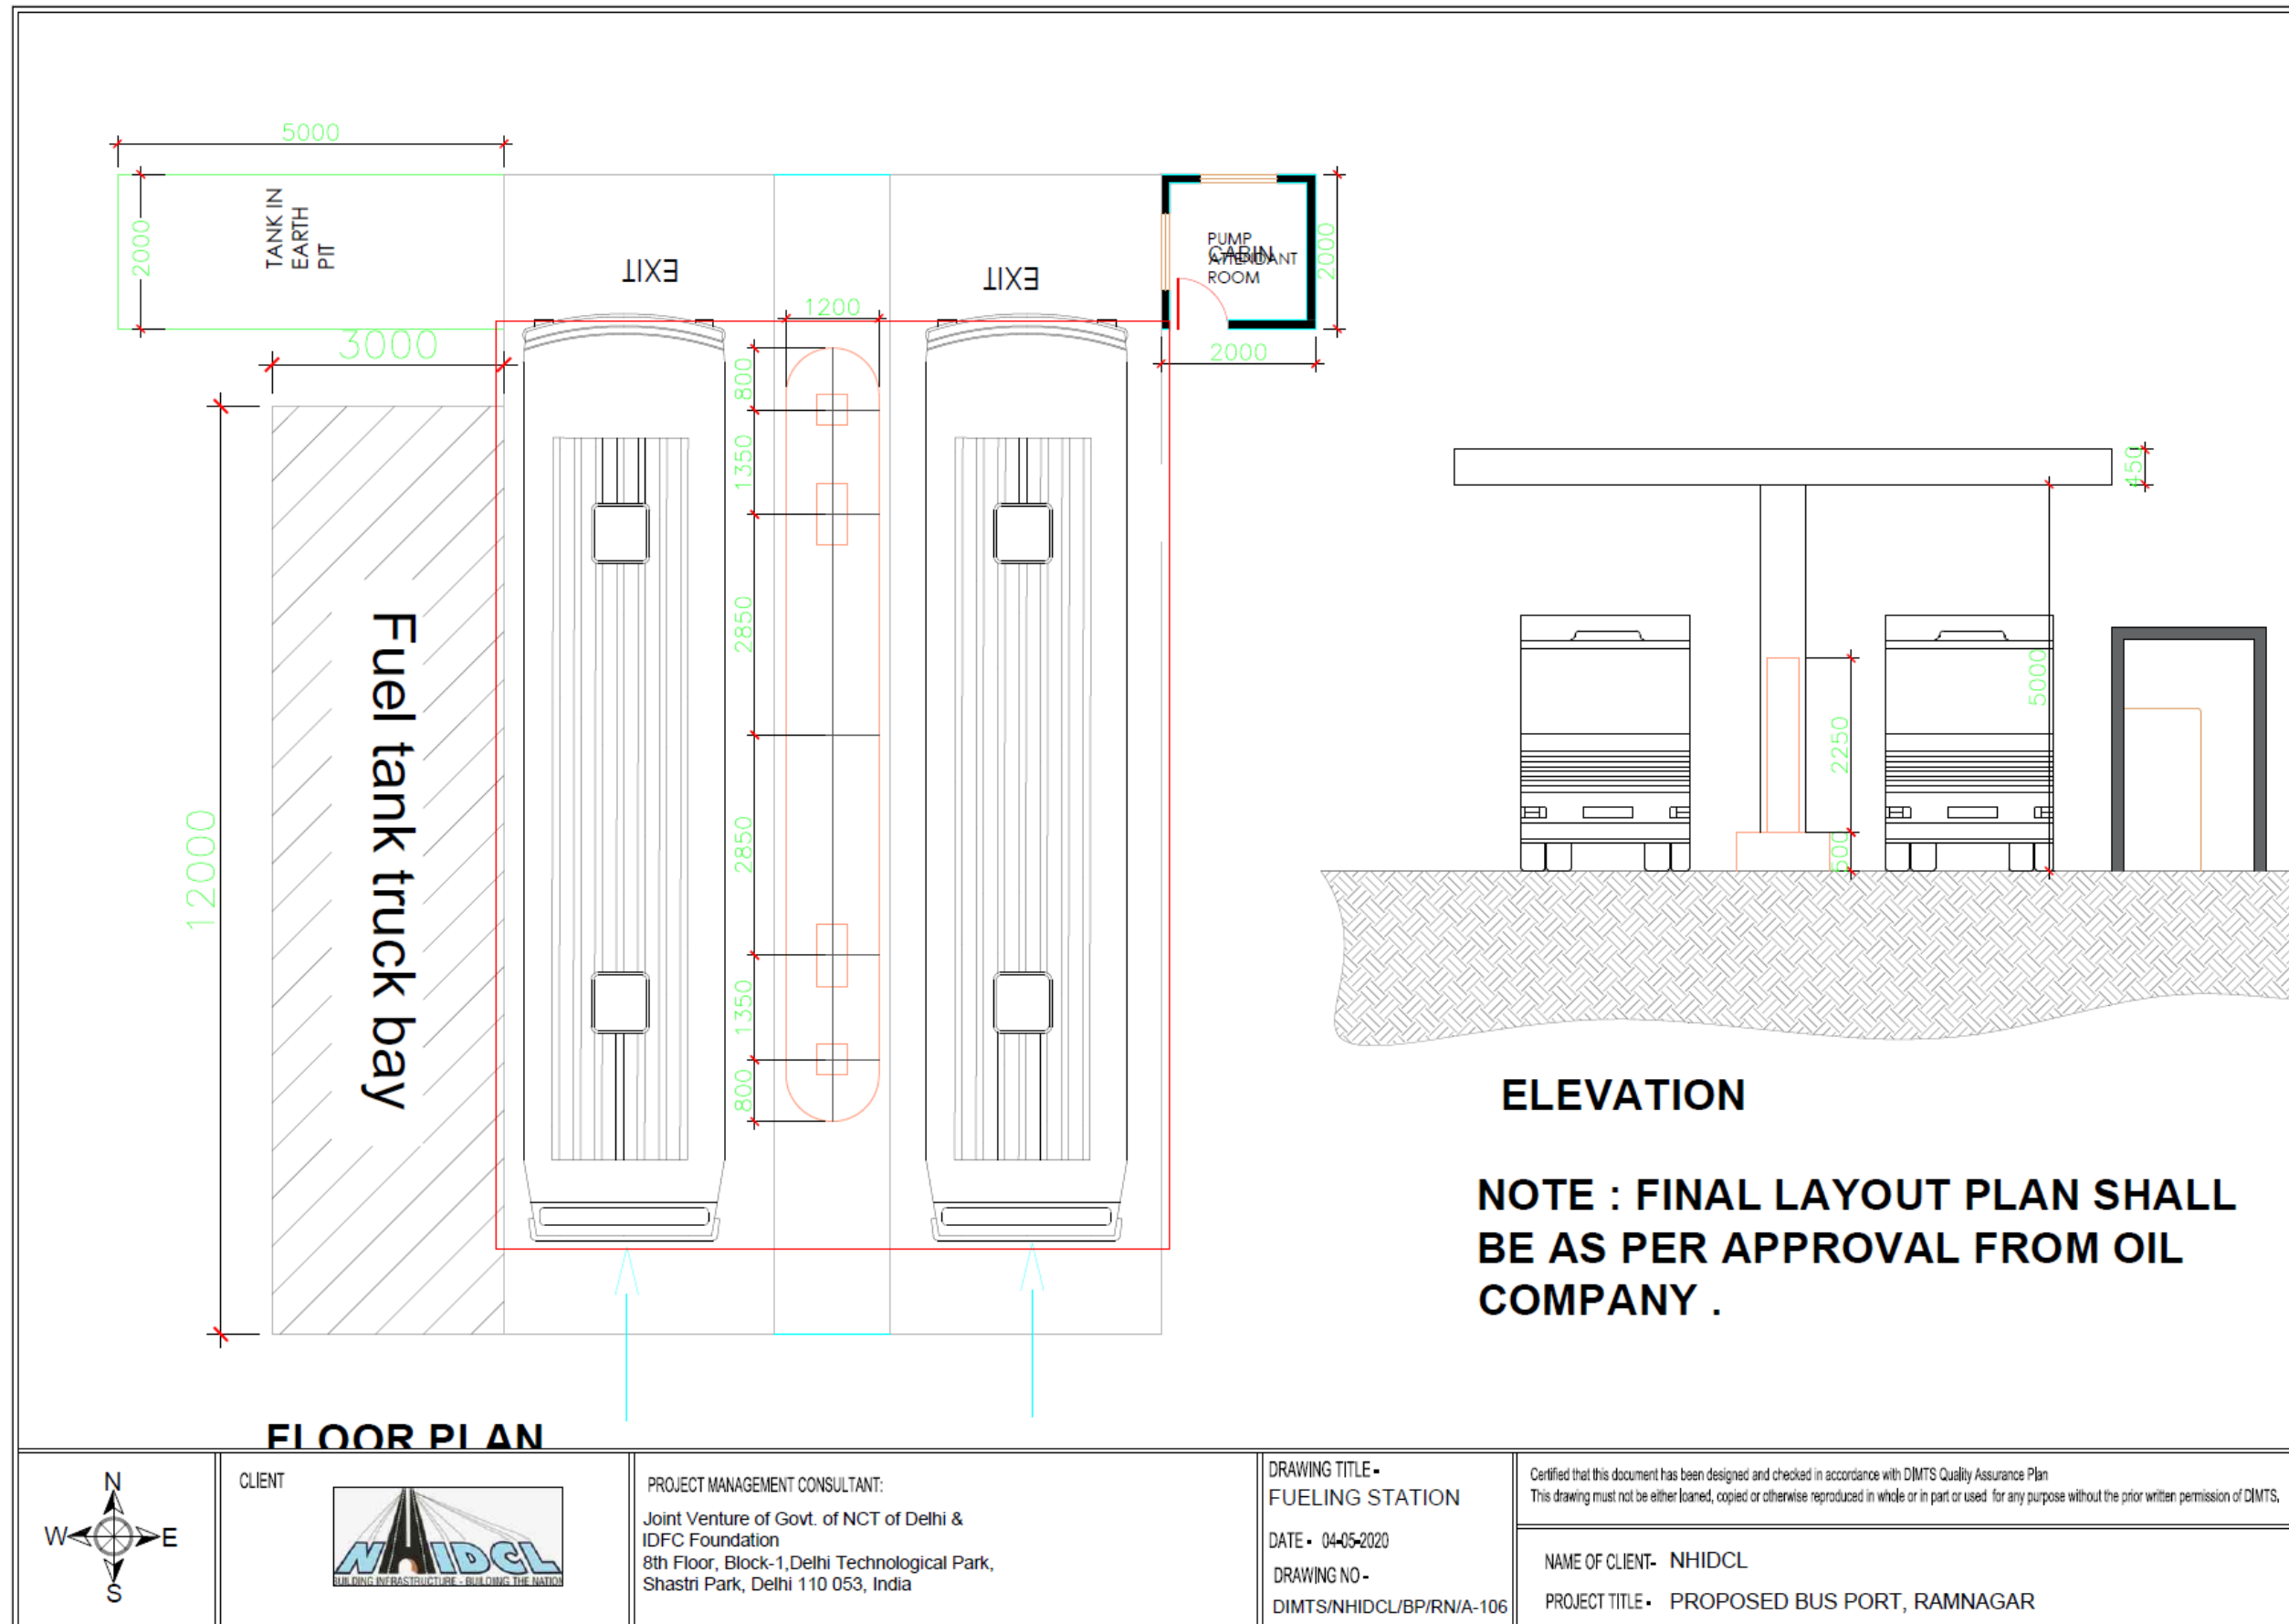 5000
2000
TANK IN
EARTH
PIT
3000
EXIT
EXIT
1200
PUMP
CABIN
ATTENDANT
ROOM
2000
2000
800
1350
2850
2850
1350
800
12000
Fuel tank truck bay
450
5000
2250
500
ELEVATION
NOTE : FINAL LAYOUT PLAN SHALL
BE AS PER APPROVAL FROM OIL
COMPANY .
FLOOR PLAN
N
W E
S
CLIENT
NHIDCL
BUILDING INFRASTRUCTURE - BUILDING THE NATION
PROJECT MANAGEMENT CONSULTANT:
Joint Venture of Govt. of NCT of Delhi &
IDFC Foundation
8th Floor, Block-1,Delhi Technological Park,
Shastri Park, Delhi 110 053, India
DRAWING TITLE -
FUELING STATION
DATE - 04-05-2020
DRAWING NO -
DIMTS/NHIDCL/BP/RN/A-106
Certified that this document has been designed and checked in accordance with DIMTS Quality Assurance Plan
This drawing must not be either loaned, copied or otherwise reproduced in whole or in part or used for any purpose without the prior written permission of DIMTS.
NAME OF CLIENT- NHIDCL
PROJECT TITLE - PROPOSED BUS PORT, RAMNAGAR